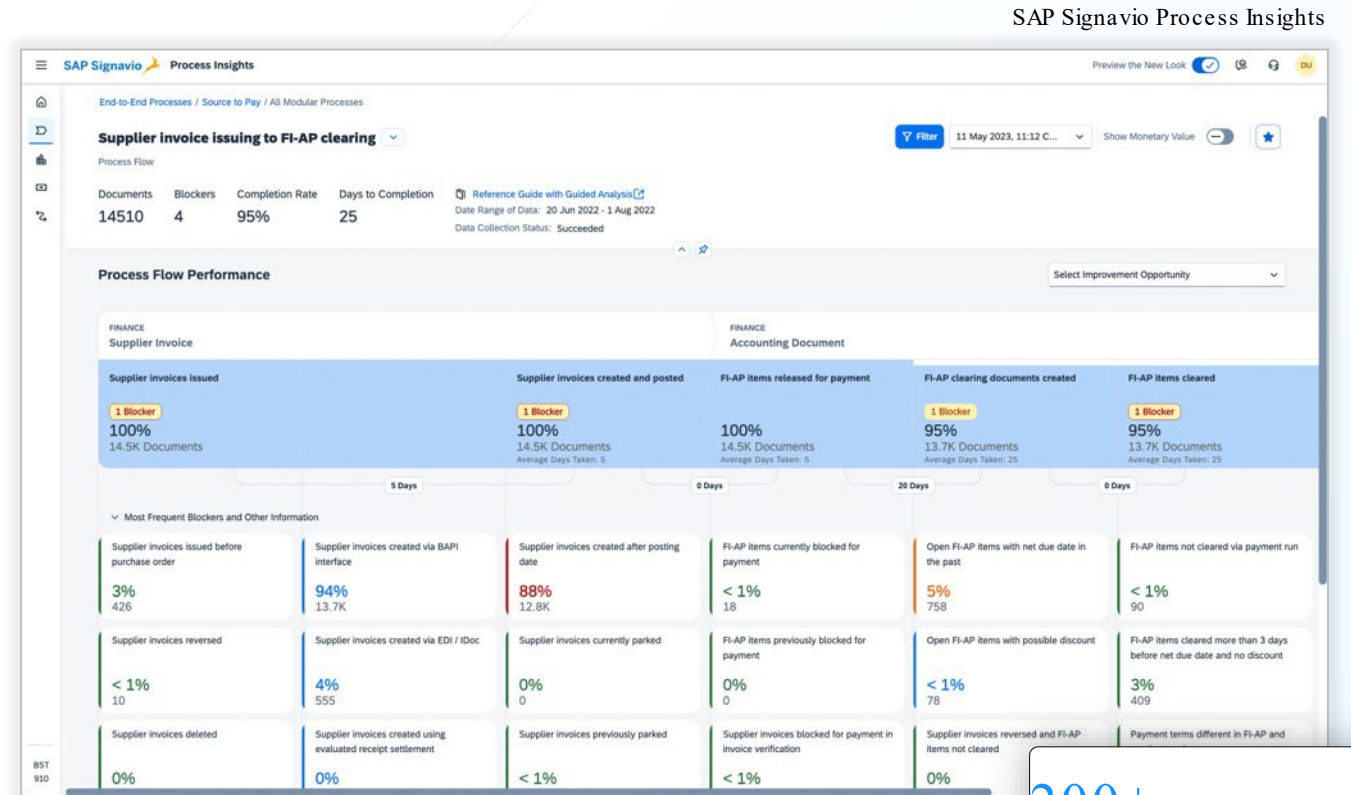 SAP Signavio Process Insights
SAP Signavio Process Insights
Preview the New Look
DU
End-to-End Processes / Source to Pay / All Modular Processes
Supplier invoice issuing to FI-AP clearing
Filter
11 May 2023, 11:12 C...
Show Monetary Value
Process Flow
Documents
Blockers
Completion Rate
Days to Completion
14510
4
95%
25
Reference Guide with Guided Analysis
Date Range of Data: 20 Jun 2022 - 1 Aug 2022
Data Collection Status: Succeeded
Process Flow Performance
Select Improvement Opportunity
FINANCE
Supplier Invoice
FINANCE
Accounting Document
Supplier invoices issued
1 Blocker
100%
14.5K Documents
Supplier invoices created and posted
1 Blocker
100%
14.5K Documents
Average Days Taken: 5
FI-AP items released for payment
100%
14.5K Documents
Average Days Taken: 5
FI-AP clearing documents created
1 Blocker
95%
13.7K Documents
Average Days Taken: 25
FI-AP items cleared
1 Blocker
95%
13.7K Documents
Average Days Taken: 25
5 Days
0 Days
20 Days
0 Days
Most Frequent Blockers and Other Information
Supplier invoices issued before
purchase order
3%
426
Supplier invoices created via BAPI
interface
94%
13.7K
Supplier invoices created after posting
date
88%
12.8K
FI-AP items currently blocked for
payment
< 1%
18
Open FI-AP items with net due date in
the past
5%
758
FI-AP items not cleared via payment run
< 1%
90
Supplier invoices reversed
< 1%
10
Supplier invoices created via EDI / IDoc
4%
555
Supplier invoices currently parked
0%
0
FI-AP items previously blocked for
payment
0%
0
Open FI-AP items with possible discount
< 1%
78
FI-AP items cleared more than 3 days
before net due date and no discount
3%
409
Supplier invoices deleted
0%
Supplier invoices created using
evaluated receipt settlement
0%
Supplier invoices previously parked
< 1%
Supplier invoices blocked for payment in
invoice verification
< 1%
Supplier invoices reversed and FI-AP
items not cleared
0%
Payment terms different in FI-AP and
BST
910